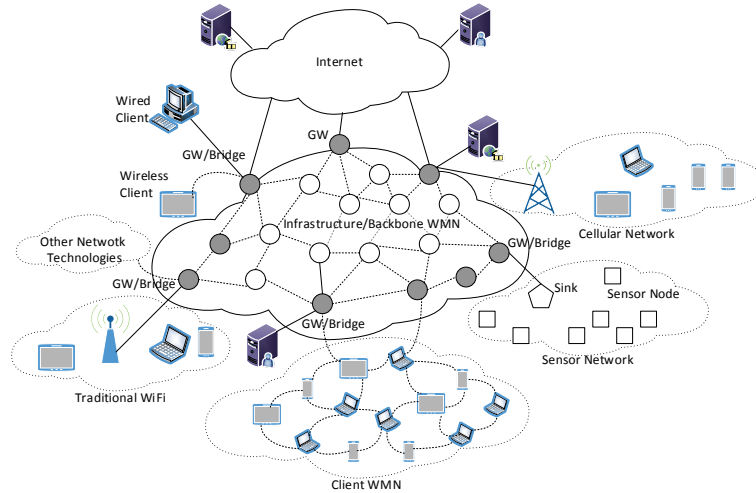 Internet
Wired
Client
GW
GW/Bridge
Wireless
Client
Infrastructure/Backbone WMN
Cellular Network
Other Netwotk
Technologies
GW/Bridge
GW/Bridge
Sink
Sensor Node
GW/Bridge
Sensor Network
Traditional WiFi
Client WMN